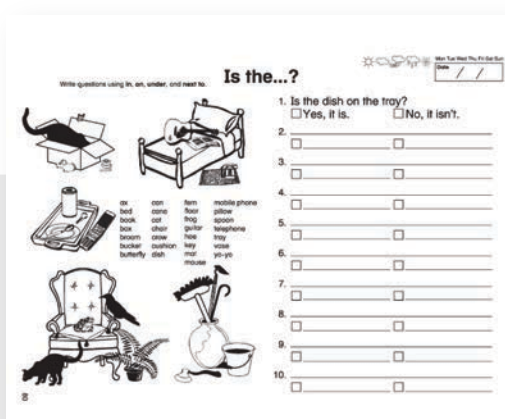 Mon Tue Wed Thu Fri Sat Sun
Date / /
Is the...?
Write questions using in, on, under, and next to.
1. Is the dish on the tray?
Yes, it is. No, it isn't.
2.
3.
4.
5.
6.
7.
8.
9.
10.
ax can fern mobile phone
bed cane floor pillow
book cat frog spoon
box chair guitar telephone
broom crow hoe tray
bucket cushion key vase
butterfly dish mat yo-yo
mouse